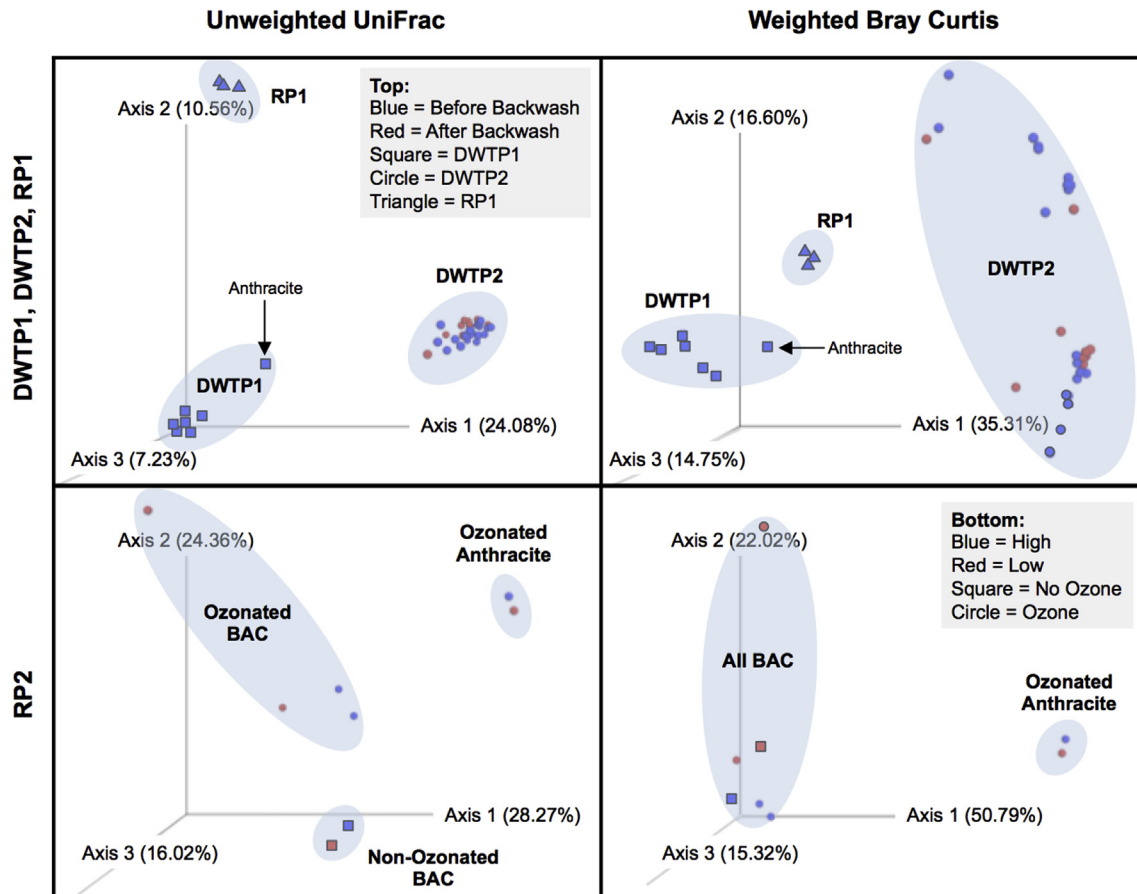 Unweighted UniFrac
Weighted Bray Curtis
DWTP1, DWTP2, RP1
RP1
Axis 2 (10.56%)
Top:
Blue = Before Backwash
Red = After Backwash
Square = DWTP1
Circle = DWTP2
Triangle = RP1
Anthracite
DWTP2
DWTP1
Axis 1 (24.08%)
Axis 3 (7.23%)
Axis 2 (16.60%)
RP1
DWTP2
DWTP1
Anthracite
Axis 1 (35.31%)
Axis 3 (14.75%)
RP2
Axis 2 (24.36%)
Ozonated
Anthracite
Ozonated
BAC
Axis 1 (28.27%)
Axis 3 (16.02%)
Non-Ozonated
BAC
Axis 2 (22.02%)
Bottom:
Blue = High
Red = Low
Square = No Ozone
Circle = Ozone
All BAC
Ozonated
Anthracite
Axis 1 (50.79%)
Axis 3 (15.32%)